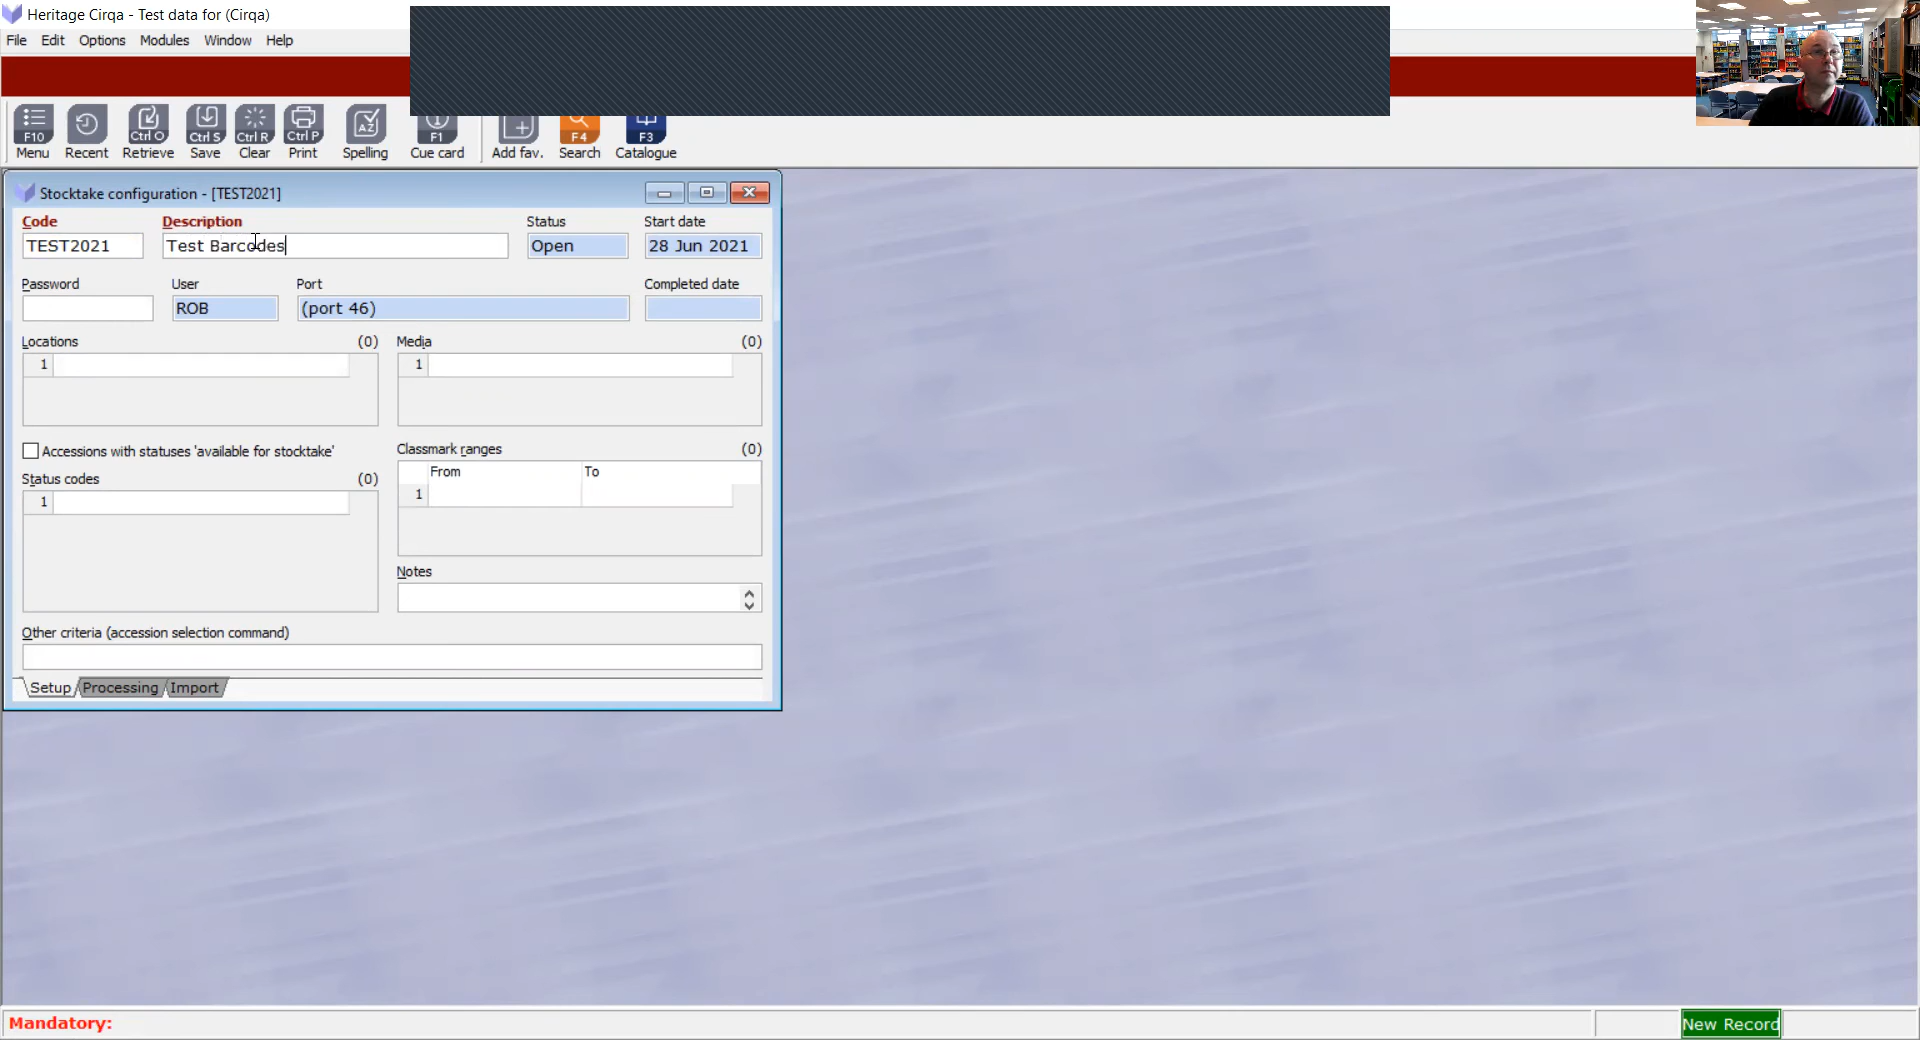 Heritage Cirqa - Test data for (Cirqa)
File Edit Options Modules Window Help
F10 Ctrl O Ctrl S Ctrl R Ctrl P AZ F1 F4 F3
Menu Recent Retrieve Save Clear Print Spelling Cue card Add fav. Search Catalogue
Stocktake configuration - [TEST2021]
Code Description Status Start date
TEST2021 Test Barcodes Open 28 Jun 2021
Password User Port Completed date
ROB (port 46)
Locations (0) Media (0)
1 1
Accessions with statuses 'available for stocktake' Classmark ranges (0)
From To
Status codes (0)
1 1
Notes
Other criteria (accession selection command)
Setup Processing Import
Mandatory: New Record